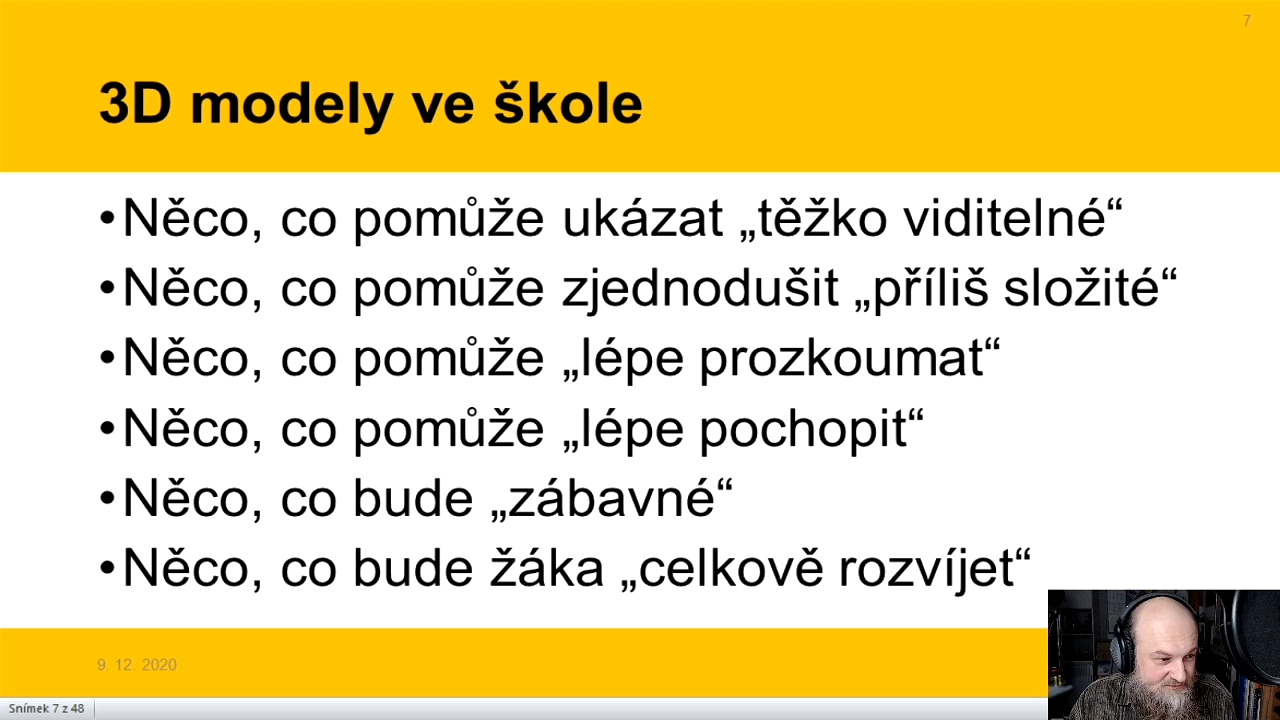 7
3D modely ve škole
•Něco, co pomůže ukázat „těžko viditelné“
•Něco, co pomůže zjednodušit „příliš složité“
•Něco, co pomůže „lépe prozkoumat“
•Něco, co pomůže „lépe pochopit“
•Něco, co bude „zábavné“
•Něco, co bude žáka „celkově rozvíjet“
9. 12. 2020
Snímek 7 z 48